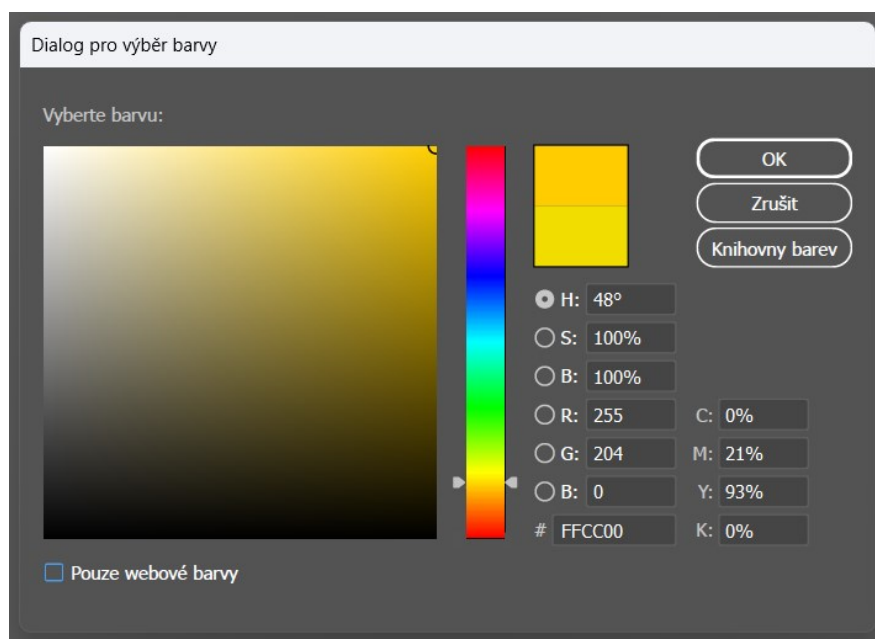 Dialog pro výběr barvy
Vyberte barvu:
OK
Zrušit
Knihovny barev
H: 48°
S: 100%
B: 100%
R: 255 C: 0%
G: 204 M: 21%
B: 0 Y: 93%
# FFCC00 K: 0%
Pouze webové barvy